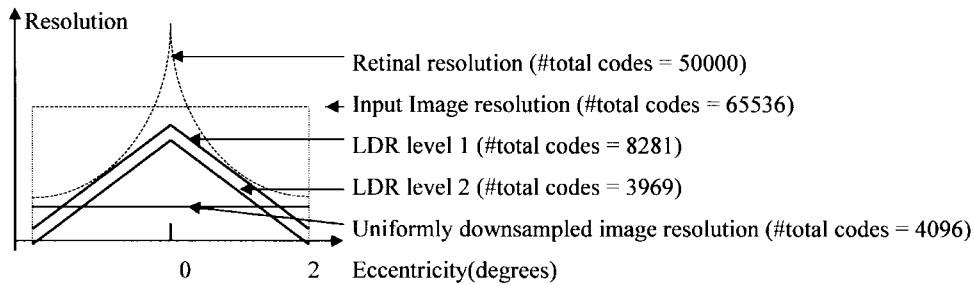 Resolution
Retinal resolution (#total codes = 50000)
Input Image resolution (#total codes = 65536)
LDR level 1 (#total codes = 8281)
LDR level 2 (#total codes = 3969)
Uniformly downsampled image resolution (#total codes = 4096)
0 2 Eccentricity(degrees)